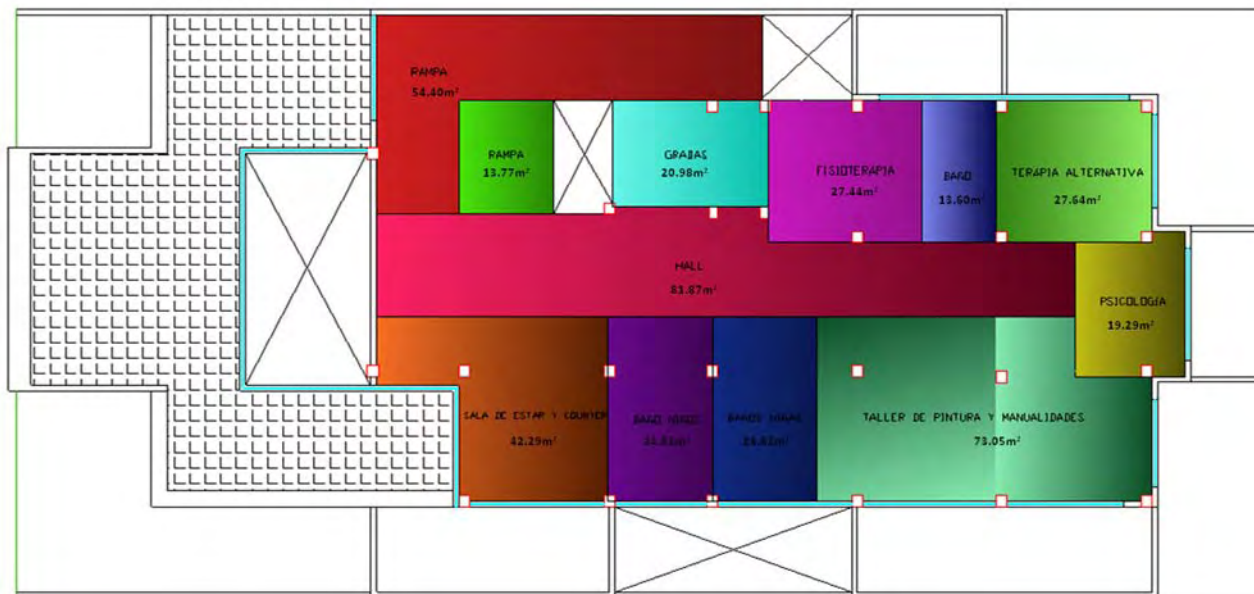 RAMPA
54.40m²
RAMPA
13.77m²
GRABAS
20.98m²
FISIOTERAPIA
27.44m²
BAÑO
13.60m²
TERAPIA ALTERNATIVA
27.64m²
HALL
81.87m²
PSICOLOGÍA
19.29m²
SALA DE ESTAR Y COUNTER
42.29m²
BAÑO NIÑOS
BAÑOS NIÑAS
TALLER DE PINTURA Y MANUALIDADES
73.05m²